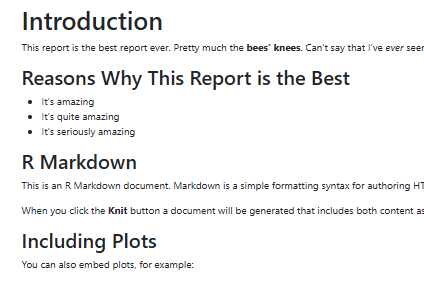 Introduction
This report is the best report ever. Pretty much the bees’ knees. Can’t say that I’ve ever seen
Reasons Why This Report is the Best
It’s amazing
It’s quite amazing
It’s seriously amazing
R Markdown
This is an R Markdown document. Markdown is a simple formatting syntax for authoring HT
When you click the Knit button a document will be generated that includes both content as
Including Plots
You can also embed plots, for example: